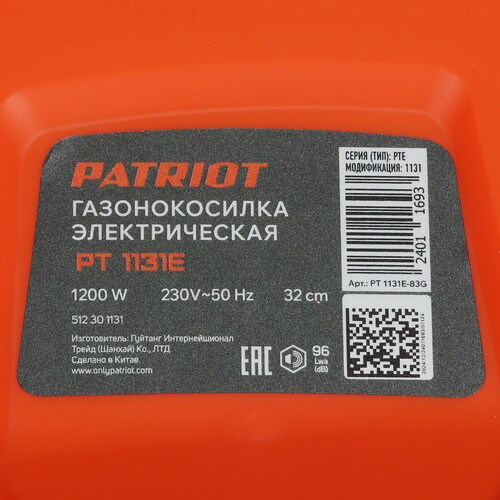 PATRIOT
ГАЗОНОКОСИЛКА
ЭЛЕКТРИЧЕСКАЯ
PT 1131E
1200 W 230V~50 Hz 32 cm
512 30 1131
Изготовитель: Гуйтанг Интернейшионал
Трейд (Шанхай) Ко., ЛТД
Сделано в Китае.
www.onlypatriot.com
EAC
96
Lwa
(dB)
СЕРИЯ (ТИП): PTE
МОДИФИКАЦИЯ: 1131
2401 1693
Арт.: PT 1131E-83G